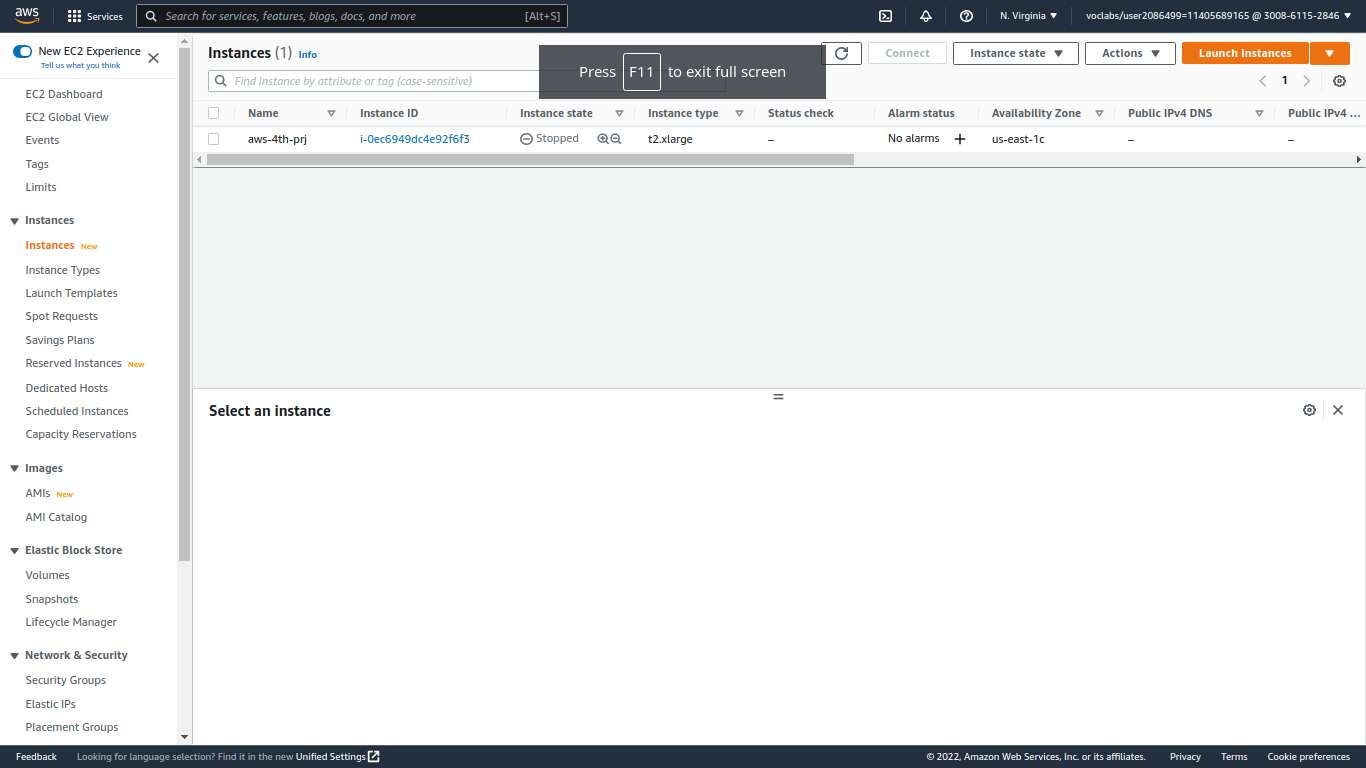 aws
Services
Search for services, features, blogs, docs, and more
[Alt+S]
N. Virginia
voclabs/user2086499=11405689165 @ 3008-6115-2846
New EC2 Experience
Tell us what you think
EC2 Dashboard
EC2 Global View
Events
Tags
Limits
Instances
Instances New
Instance Types
Launch Templates
Spot Requests
Savings Plans
Reserved Instances New
Dedicated Hosts
Scheduled Instances
Capacity Reservations
Images
AMIs New
AMI Catalog
Elastic Block Store
Volumes
Snapshots
Lifecycle Manager
Network & Security
Security Groups
Elastic IPs
Placement Groups
Instances (1) Info
Press F11 to exit full screen
Connect
Instance state
Actions
Launch instances
Find instance by attribute or tag (case-sensitive)
1
Name Instance ID Instance state Instance type Status check Alarm status Availability Zone Public IPv4 DNS Public IPv4 ...
aws-4th-prj i-0ec6949dc4e92f6f3 Stopped t2.xlarge – No alarms + us-east-1c – –
Select an instance
Feedback Looking for language selection? Find it in the new Unified Settings
© 2022, Amazon Web Services, Inc. or its affiliates. Privacy Terms Cookie preferences